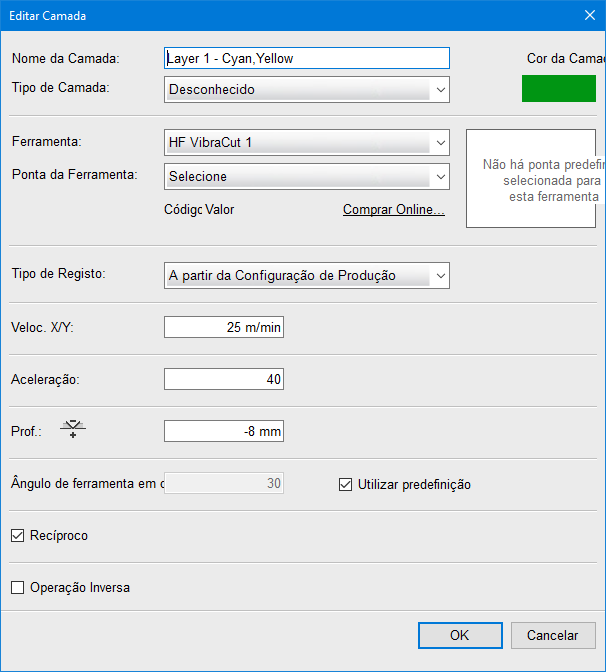 Editar Camada
Nome da Camada: Layer 1 - Cyan,Yellow Cor da Camad
Tipo de Camada: Desconhecido
Ferramenta: HF VibraCut 1
Ponta da Ferramenta: Selecione
Não há ponta predefin
selecionada para
esta ferramenta
Códigc Valor Comprar Online...
Tipo de Registo: A partir da Configuração de Produção
Veloc. X/Y: 25 m/min
Aceleração: 40
Prof.: -8 mm
Ângulo de ferramenta em c 30 Utilizar predefinição
Recíproco
Operação Inversa
OK Cancelar